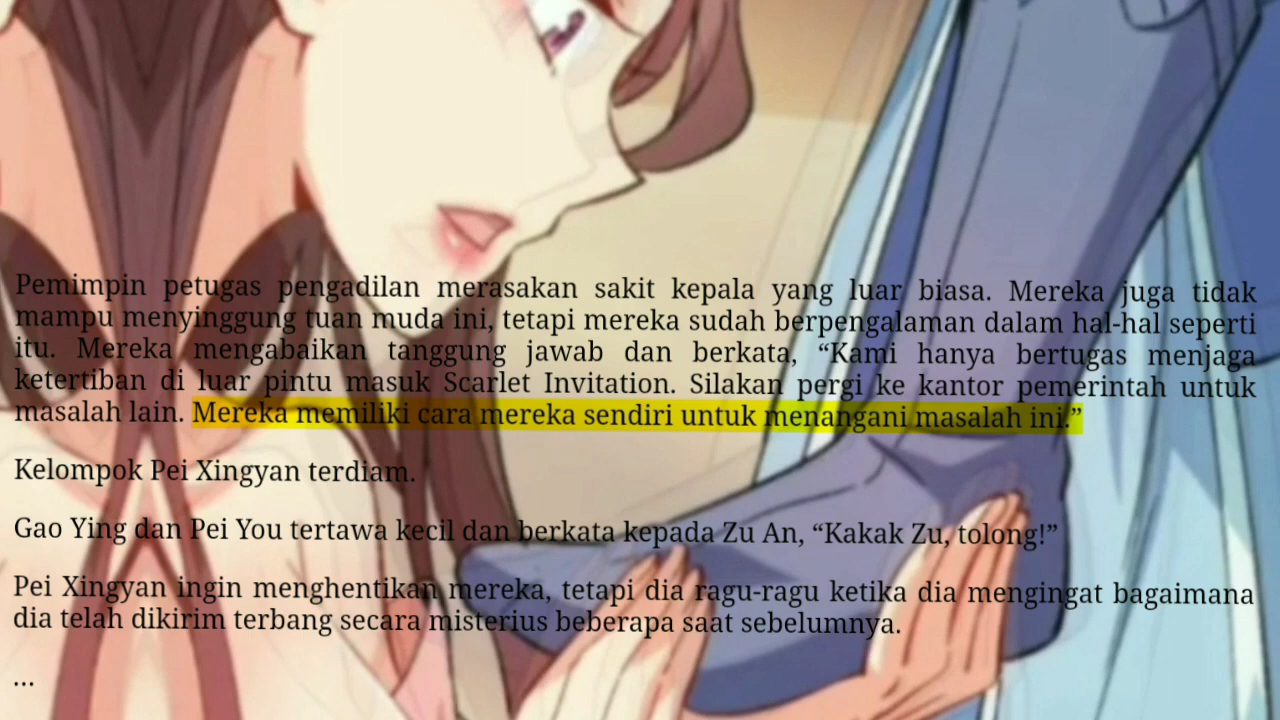 Pemimpin petugas pengadilan merasakan sakit kepala yang luar biasa. Mereka juga tidak
mampu menyinggung tuan muda ini, tetapi mereka sudah berpengalaman dalam hal-hal seperti
itu. Mereka mengabaikan tanggung jawab dan berkata, “Kami hanya bertugas menjaga
ketertiban di luar pintu masuk Scarlet Invitation. Silakan pergi ke kantor pemerintah untuk
masalah lain. Mereka memiliki cara mereka sendiri untuk menangani masalah ini.”
Kelompok Pei Xingyan terdiam.
Gao Ying dan Pei You tertawa kecil dan berkata kepada Zu An, “Kakak Zu, tolong!”
Pei Xingyan ingin menghentikan mereka, tetapi dia ragu-ragu ketika dia mengingat bagaimana
dia telah dikirim terbang secara misterius beberapa saat sebelumnya.
...